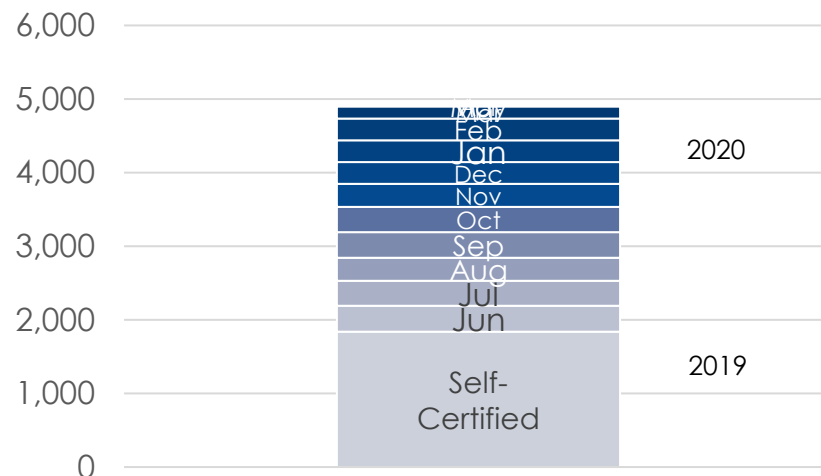 6,000
5,000
4,000
3,000
2,000
1,000
0
Feb
Jan
Dec
Nov
Oct
Sep
Aug
Jul
Jun
Self-
Certified
2020
2019